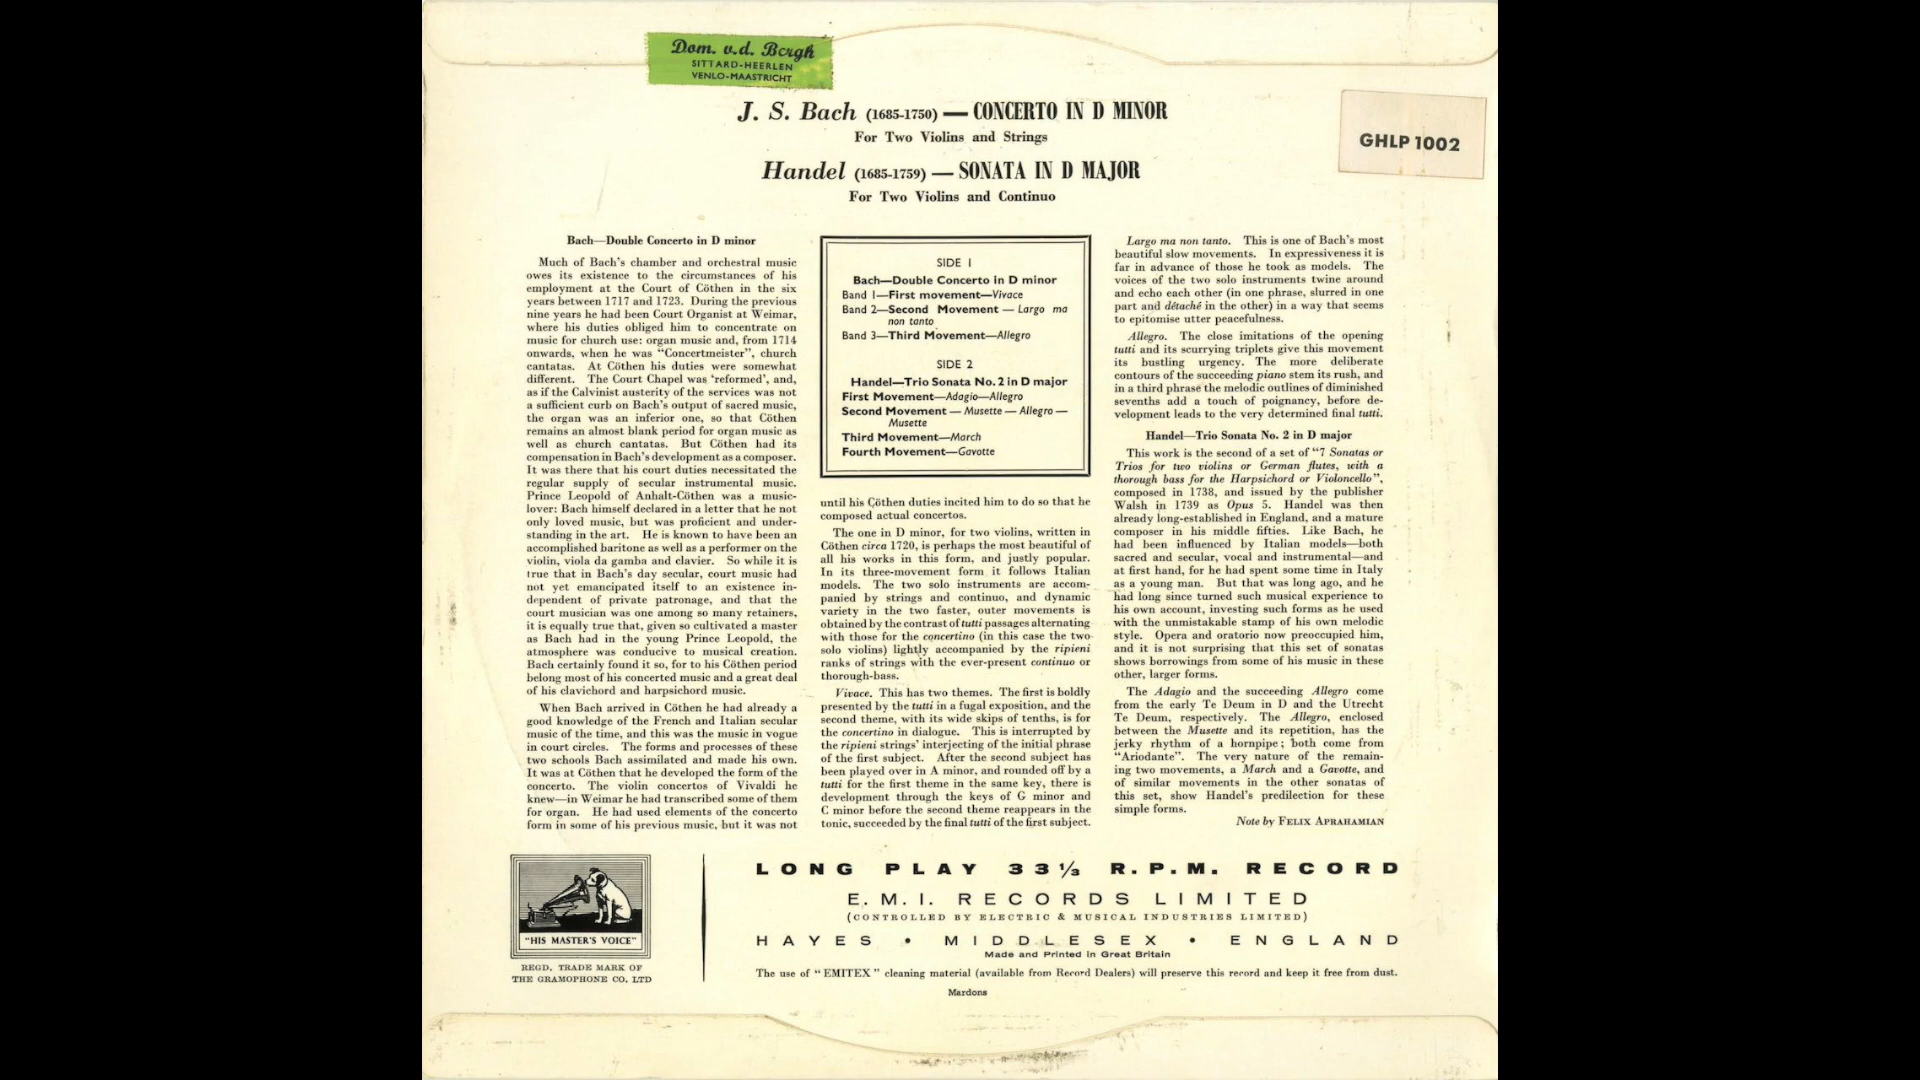 Dom. v.d. Bergh
SITTARD-HEERLEN
VENLO-MAASTRICHT
J. S. Bach (1685-1750) — CONCERTO IN D MINOR
For Two Violins and Strings
Handel (1685-1759) — SONATA IN D MAJOR
For Two Violins and Continuo
GHLP 1002
Bach—Double Concerto in D minor
Much of Bach's chamber and orchestral music
owes its existence to the circumstances of his
employment at the Court of Cöthen in the six
years between 1717 and 1723. During the previous
nine years he had been Court Organist at Weimar,
where his duties obliged him to concentrate on
music for church use: organ music and, from 1714
onwards, when he was "Concertmeister", church
cantatas. At Cöthen his duties were somewhat
different. The Court Chapel was 'reformed', and,
as if the Calvinist austerity of the services was not
a sufficient curb on Bach's output of sacred music,
the organ was an inferior one, so that Cöthen
remains an almost blank period for organ music as
well as church cantatas. But Cöthen had its
compensation in Bach's development as a composer.
It was there that his court duties necessitated the
regular supply of secular instrumental music.
Prince Leopold of Anhalt-Cöthen was a music-
lover: Bach himself declared in a letter that he not
only loved music, but was proficient and under-
standing in the art. He is known to have been an
accomplished baritone as well as a performer on the
violin, viola da gamba and clavier. So while it is
true that in Bach's day secular, court music had
not yet emancipated itself to an existence in-
dependent of private patronage, and that the
court musician was one among so many retainers,
it is equally true that, given so cultivated a master
as Bach had in the young Prince Leopold, the
atmosphere was conducive to musical creation.
Bach certainly found it so, for to his Cöthen period
belong most of his concerted music and a great deal
of his clavichord and harpsichord music.
When Bach arrived in Cöthen he had already a
good knowledge of the French and Italian secular
music of the time, and this was the music in vogue
in court circles. The forms and processes of these
two schools Bach assimilated and made his own.
It was at Cöthen that he developed the form of the
concerto. The violin concertos of Vivaldi he
knew—in Weimar he had transcribed some of them
for organ. He had used elements of the concerto
form in some of his previous music, but it was not
SIDE 1
Bach—Double Concerto in D minor
Band 1—First movement—Vivace
Band 2—Second Movement — Largo ma
non tanto
Band 3—Third Movement—Allegro
SIDE 2
Handel—Trio Sonata No. 2 in D major
First Movement—Adagio—Allegro
Second Movement — Musette — Allegro —
Musette
Third Movement—March
Fourth Movement—Gavotte
until his Cöthen duties incited him to do so that he
composed actual concertos.
The one in D minor, for two violins, written in
Cöthen circa 1720, is perhaps the most beautiful of
all his works in this form, and justly popular.
In its three-movement form it follows Italian
models. The two solo instruments are accom-
panied by strings and continuo, and dynamic
variety in the two faster, outer movements is
obtained by the contrast of tutti passages alternating
with those for the concertino (in this case the two
solo violins) lightly accompanied by the ripieni
ranks of strings with the ever-present continuo or
thorough-bass.
Vivace. This has two themes. The first is boldly
presented by the tutti in a fugal exposition, and the
second theme, with its wide skips of tenths, is for
the concertino in dialogue. This is interrupted by
the ripieni strings' interjecting of the initial phrase
of the first subject. After the second subject has
been played over in A minor, and rounded off by a
tutti for the first theme in the same key, there is
development through the keys of G minor and
C minor before the second theme reappears in the
tonic, succeeded by the final tutti of the first subject.
Largo ma non tanto. This is one of Bach's most
beautiful slow movements. In expressiveness it is
far in advance of those he took as models. The
voices of the two solo instruments twine around
and echo each other (in one phrase, slurred in one
part and détaché in the other) in a way that seems
to epitomise utter peacefulness.
Allegro. The close imitations of the opening
tutti and its scurrying triplets give this movement
its bustling urgency. The more deliberate
contours of the succeeding piano stem its rush, and
in a third phrase the melodic outlines of diminished
sevenths add a touch of poignancy, before de-
velopment leads to the very determined final tutti.
Handel—Trio Sonata No. 2 in D major
This work is the second of a set of "7 Sonatas or
Trios for two violins or German flutes, with a
thorough bass for the Harpsichord or Violoncello",
composed in 1738, and issued by the publisher
Walsh in 1739 as Opus 5. Handel was then
already long-established in England, and a mature
composer in his middle fifties. Like Bach, he
had been influenced by Italian models—both
sacred and secular, vocal and instrumental—and
at first hand, for he had spent some time in Italy
as a young man. But that was long ago, and he
had long since turned such musical experience to
his own account, investing such forms as he used
with the unmistakable stamp of his own melodic
style. Opera and oratorio now preoccupied him,
and it is not surprising that this set of sonatas
shows borrowings from some of his music in these
other, larger forms.
The Adagio and the succeeding Allegro come
from the early Te Deum in D and the Utrecht
Te Deum, respectively. The Allegro, enclosed
between the Musette and its repetition, has the
jerky rhythm of a hornpipe; both come from
"Ariodante". The very nature of the remain-
ing two movements, a March and a Gavotte, and
of similar movements in the other sonatas of
this set, show Handel's predilection for these
simple forms.
Note by FELIX APRAHAMIAN
"HIS MASTER'S VOICE"
REGD. TRADE MARK OF
THE GRAMOPHONE CO. LTD
LONG PLAY 33⅓ R.P.M. RECORD
E.M.I. RECORDS LIMITED
(CONTROLLED BY ELECTRIC & MUSICAL INDUSTRIES LIMITED)
HAYES • MIDDLESEX • ENGLAND
Made and Printed in Great Britain
The use of "EMITEX" cleaning material (available from Record Dealers) will preserve this record and keep it free from dust.
Mardons